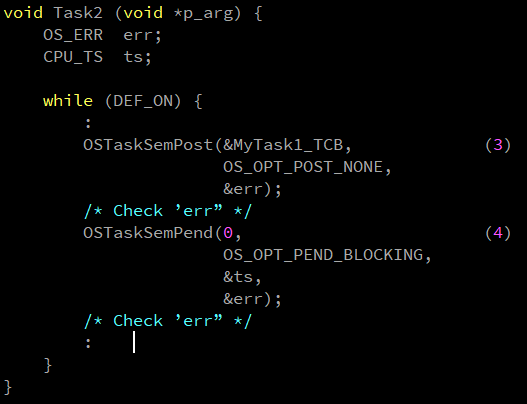 void Task2 (void *p_arg) {
    OS_ERR  err;
    CPU_TS  ts;
    while (DEF_ON) {
        :
        OSTaskSemPost(&MyTask1_TCB,             (3)
                      OS_OPT_POST_NONE,
                      &err);
        /* Check ’err” */
        OSTaskSemPend(0,                        (4)
                      OS_OPT_PEND_BLOCKING,
                      &ts,
                      &err);
        /* Check ’err” */
        :
    }
}